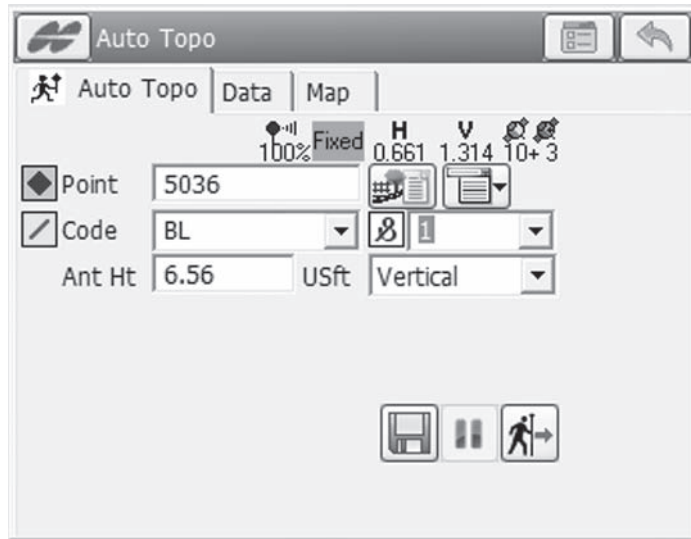 Auto Topo
Auto Topo Data Map
100% Fixed H 0.661 V 1.314 10+ 3
Point 5036
Code BL & 1
Ant Ht 6.56 USft Vertical